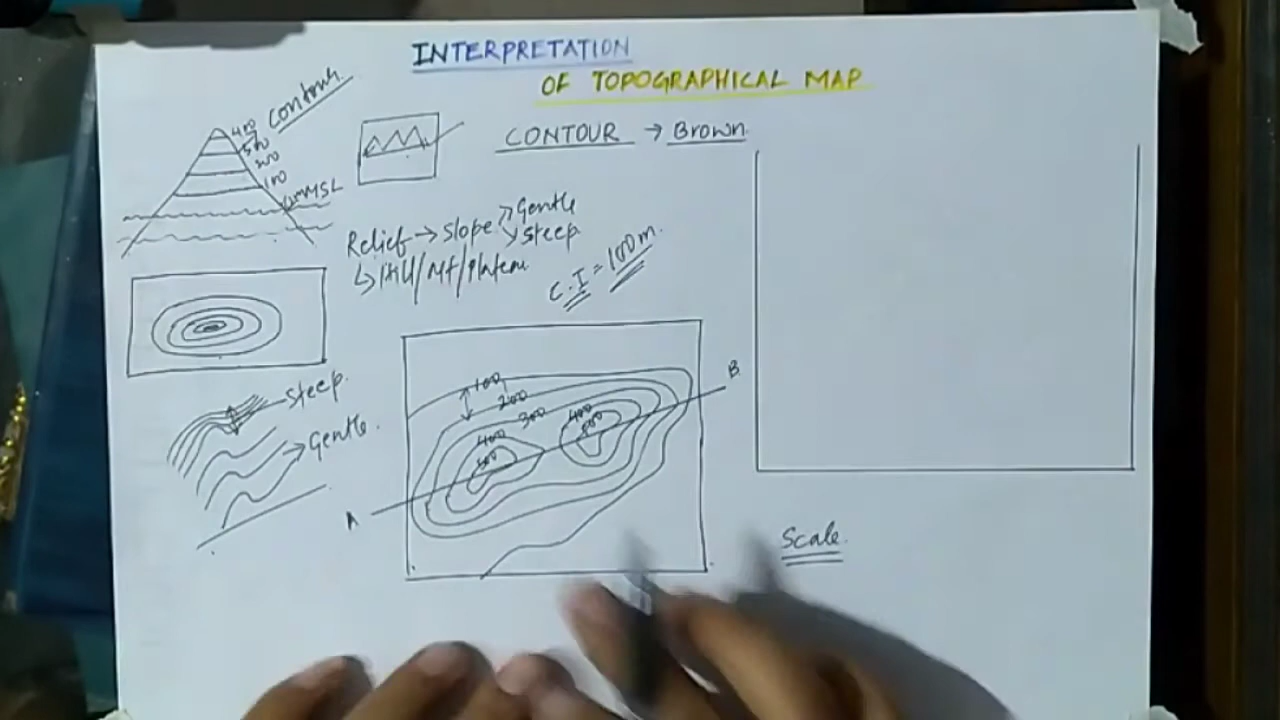 INTERPRETATION
OF TOPOGRAPHICAL MAP
CONTOUR → Brown
Contour
400
300
200
100
MSL
Relief → Slope
Gentle
Steep
Hill/Mt/Plateau
C.I = 100m.
Steep.
Gentle.
100
200
300
400
500
400
500
A
B
Scale.